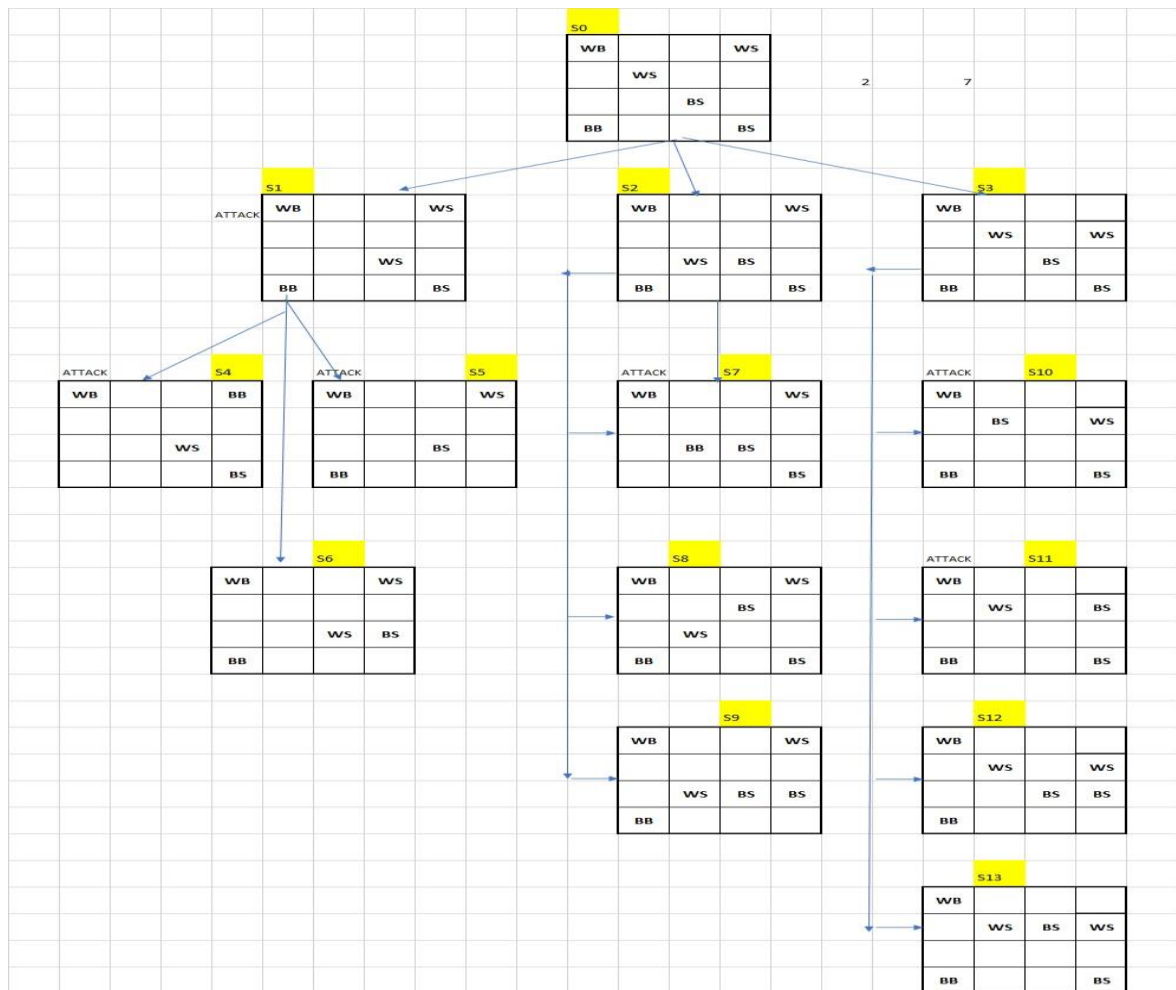 S0
WB WS
WS
2 7
BS
BB BS
S1 S2 S3
ATTACK WB WS WB WS WB
WS WS
WS WS BS BS
BB BS BB BS BB BS
ATTACK S4 ATTACK S5 ATTACK S7 ATTACK S10
WB BB WB WS WB WS WB
BS WS
WS BS BB BS
BS BB BS BB BS
S6 S8 ATTACK S11
WB WS WB WS WB
BS WS BS
WS BS WS
BB BB BS BB BS
S9 S12
WB WS WB
WS WS
WS BS BS BS BS
BB BB
S13
WB
WS BS WS
BB BS